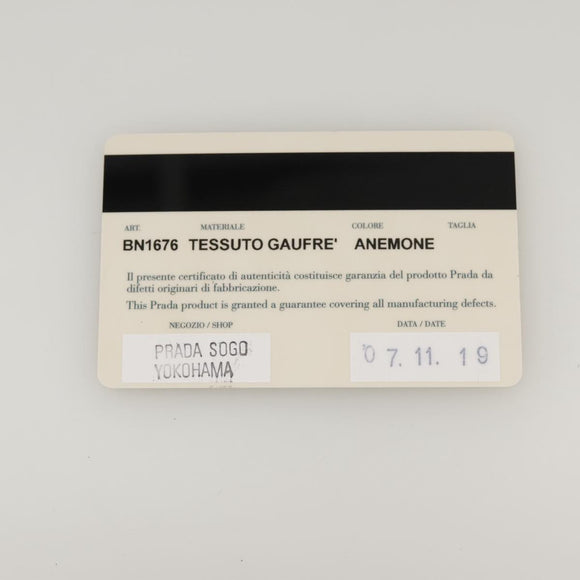 ART. MATERIALE COLORE TAGLIA
BN1676 TESSUTO GAUFRE' ANEMONE
Il presente certificato di autenticità costituisce garanzia del prodotto Prada da
difetti originari di fabbricazione.
This Prada product is granted a guarantee covering all manufacturing defects.
NEGOZIO / SHOP DATA / DATE
PRADA SOGO 07. 11. 19
YOKOHAMA